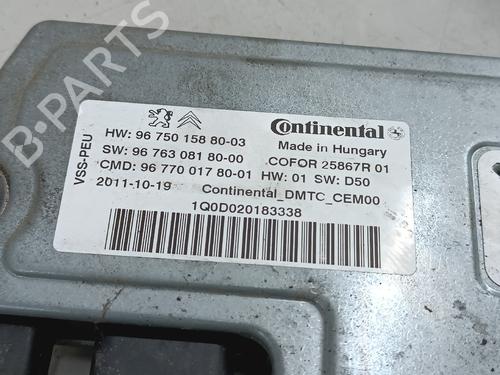 VSS-PEU
Continental
HW: 96 750 158 80-03
Made in Hungary
SW: 96 763 081 80-00
.COFOR 25867R 01
CMD: 96 770 017 80-01
HW: 01 SW: D50
2011-10-19
Continental_DMTC_CEM00
1Q0D020183338
B-PARTS